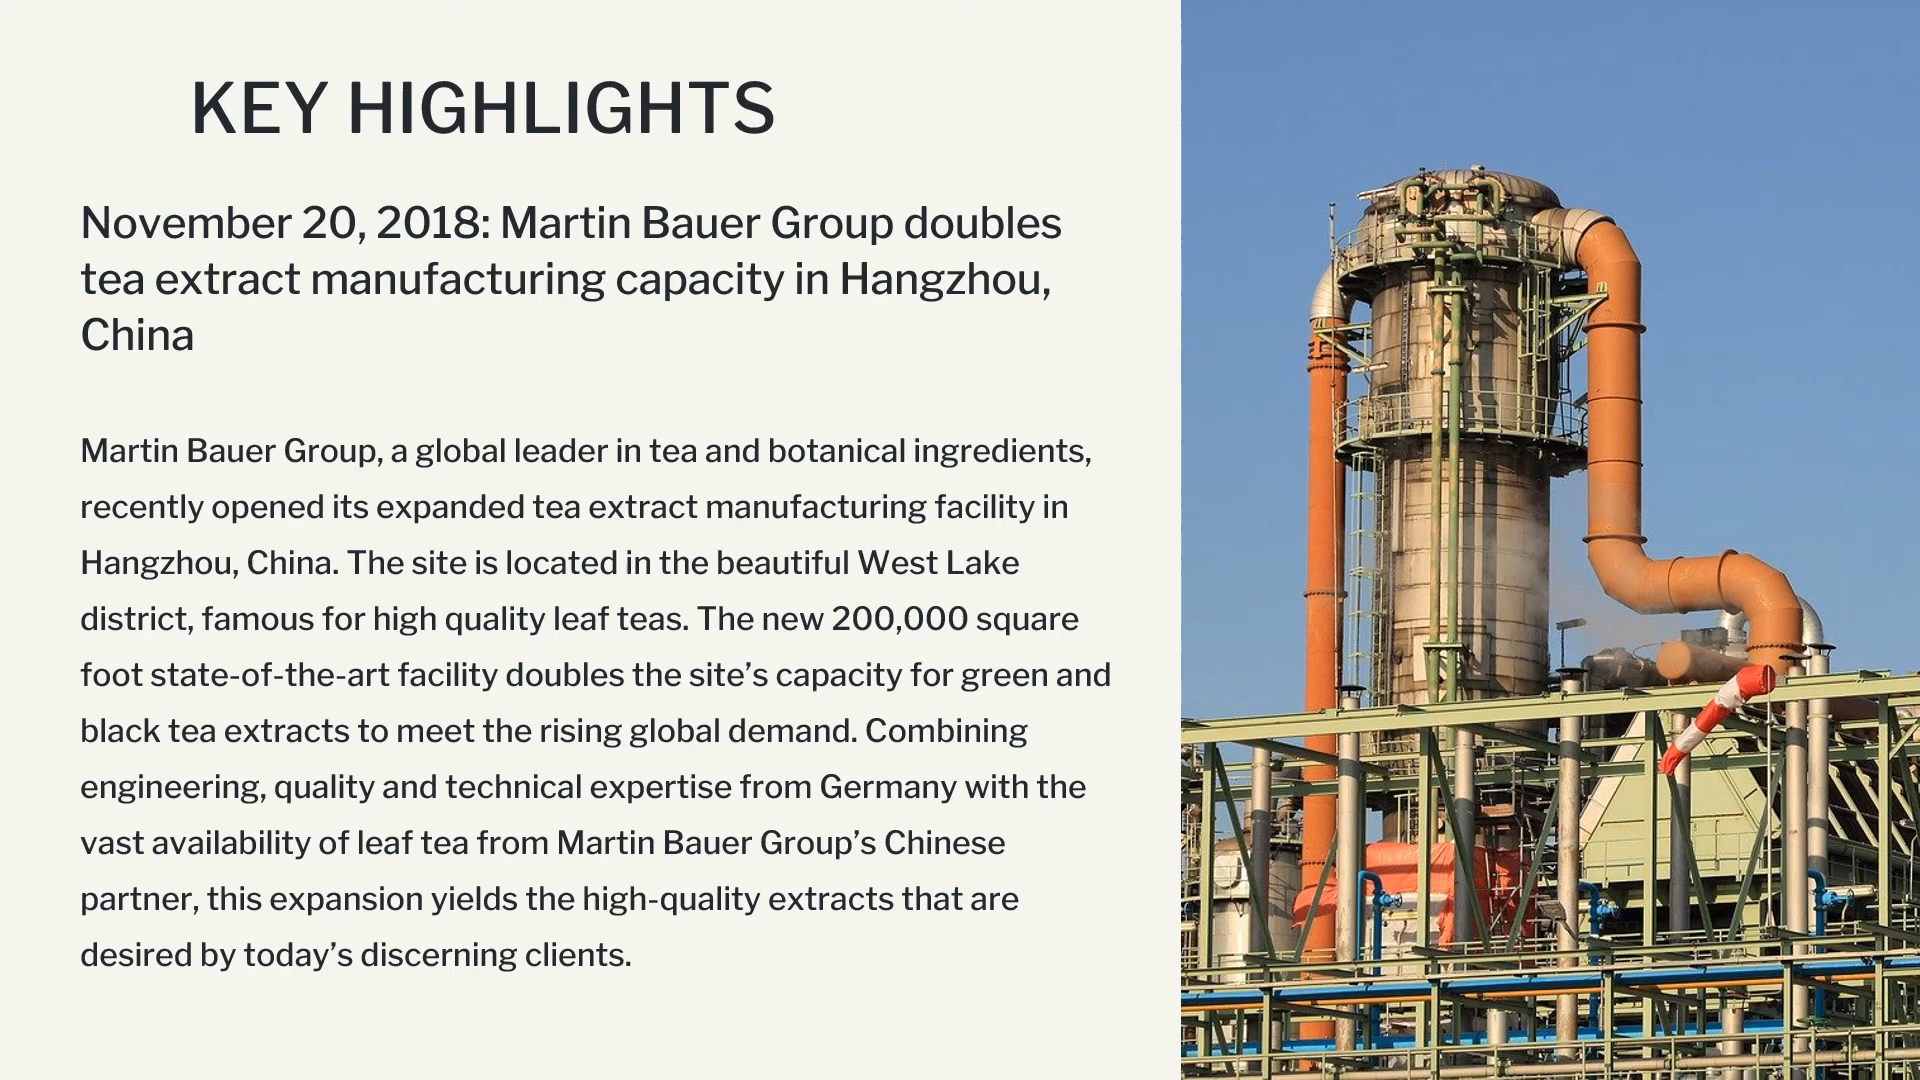 KEY HIGHLIGHTS
November 20, 2018: Martin Bauer Group doubles
tea extract manufacturing capacity in Hangzhou,
China
Martin Bauer Group, a global leader in tea and botanical ingredients,
recently opened its expanded tea extract manufacturing facility in
Hangzhou, China. The site is located in the beautiful West Lake
district, famous for high quality leaf teas. The new 200,000 square
foot state-of-the-art facility doubles the site’s capacity for green and
black tea extracts to meet the rising global demand. Combining
engineering, quality and technical expertise from Germany with the
vast availability of leaf tea from Martin Bauer Group’s Chinese
partner, this expansion yields the high-quality extracts that are
desired by today’s discerning clients.